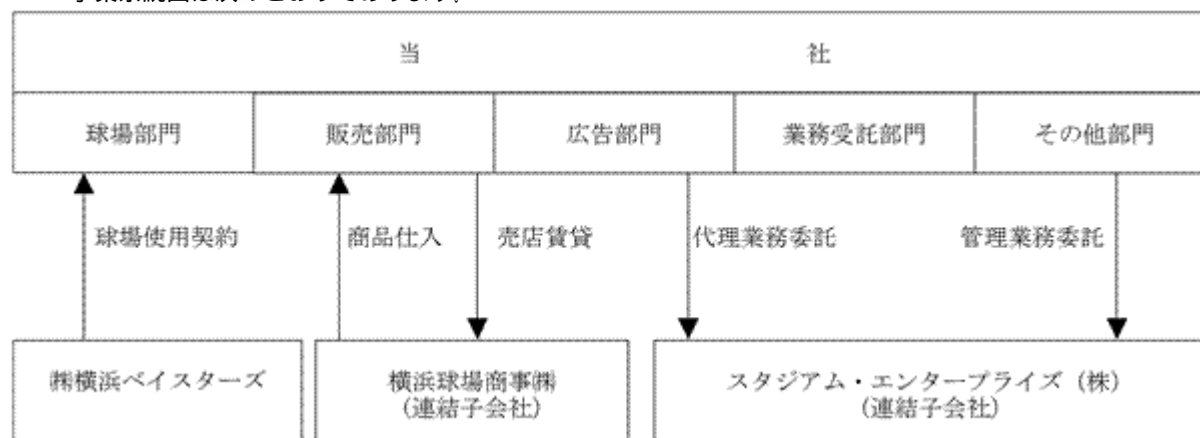 当 社
球場部門 販売部門 広告部門 業務受託部門 その他部門
球場使用契約 商品仕入 売店賃貸 代理業務委託 管理業務委託
㈱横浜ベイスターズ 横浜球場商事㈱ スタジアム・エンタープライズ（株）
(連結子会社) (連結子会社)